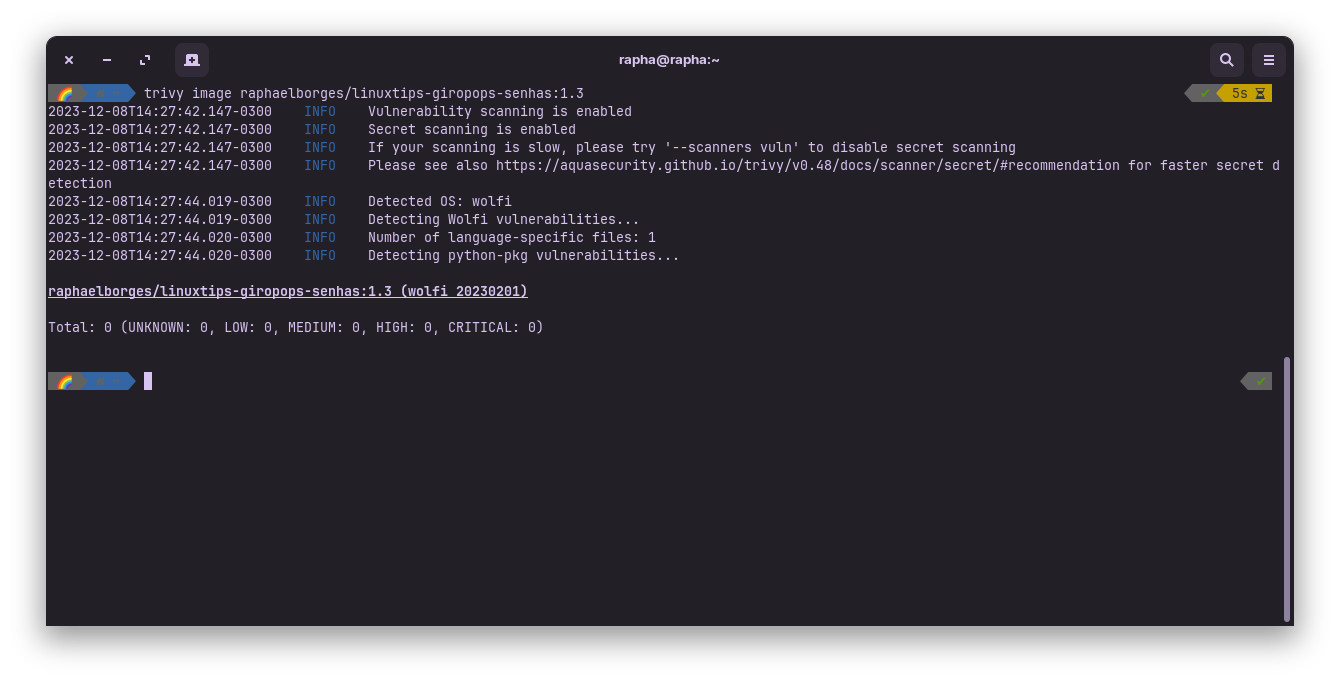 rapha@rapha:~
trivy image raphaelborges/linuxtips-giropops-senhas:1.3 5s
2023-12-08T14:27:42.147-0300 INFO Vulnerability scanning is enabled
2023-12-08T14:27:42.147-0300 INFO Secret scanning is enabled
2023-12-08T14:27:42.147-0300 INFO If your scanning is slow, please try '--scanners vuln' to disable secret scanning
2023-12-08T14:27:42.147-0300 INFO Please see also https://aquasecurity.github.io/trivy/v0.48/docs/scanner/secret/#recommendation for faster secret d
etection
2023-12-08T14:27:44.019-0300 INFO Detected OS: wolfi
2023-12-08T14:27:44.019-0300 INFO Detecting Wolfi vulnerabilities...
2023-12-08T14:27:44.020-0300 INFO Number of language-specific files: 1
2023-12-08T14:27:44.020-0300 INFO Detecting python-pkg vulnerabilities...
raphaelborges/linuxtips-giropops-senhas:1.3 (wolfi 20230201)
Total: 0 (UNKNOWN: 0, LOW: 0, MEDIUM: 0, HIGH: 0, CRITICAL: 0)